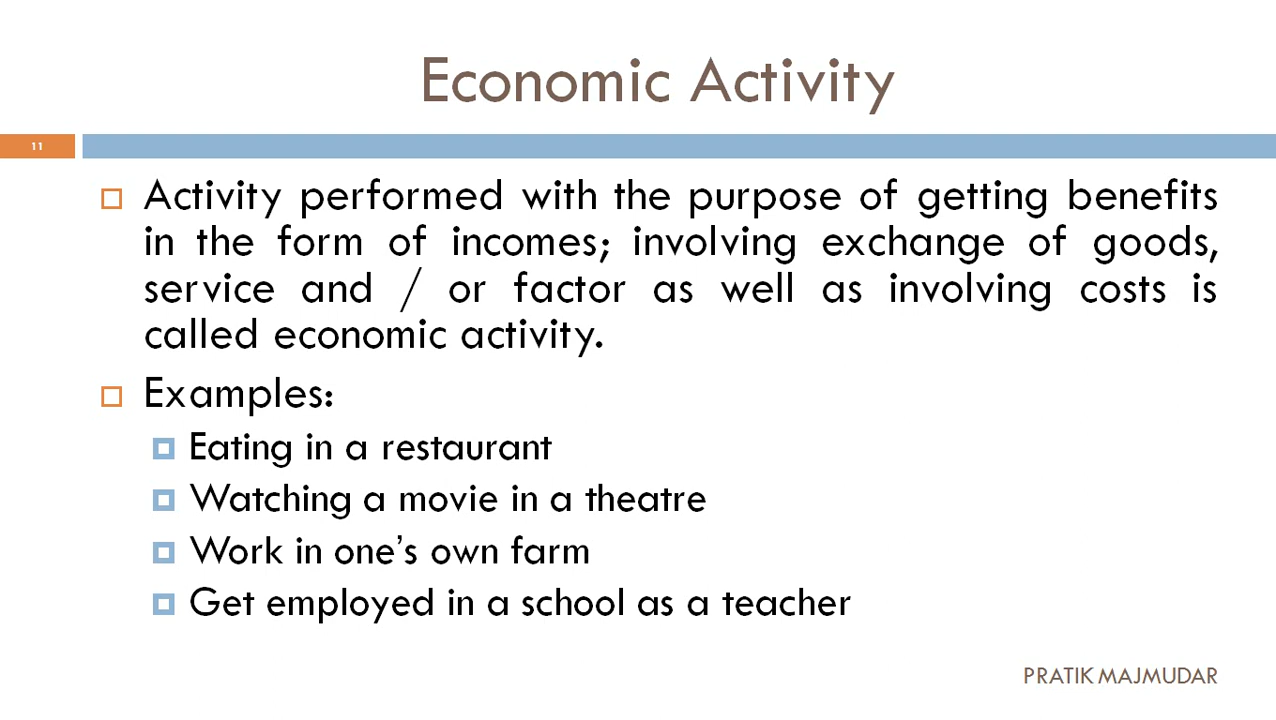 Economic Activity
11
Activity performed with the purpose of getting benefits
in the form of incomes; involving exchange of goods,
service and / or factor as well as involving costs is
called economic activity.
Examples:
Eating in a restaurant
Watching a movie in a theatre
Work in one’s own farm
Get employed in a school as a teacher
PRATIK MAJMUDAR